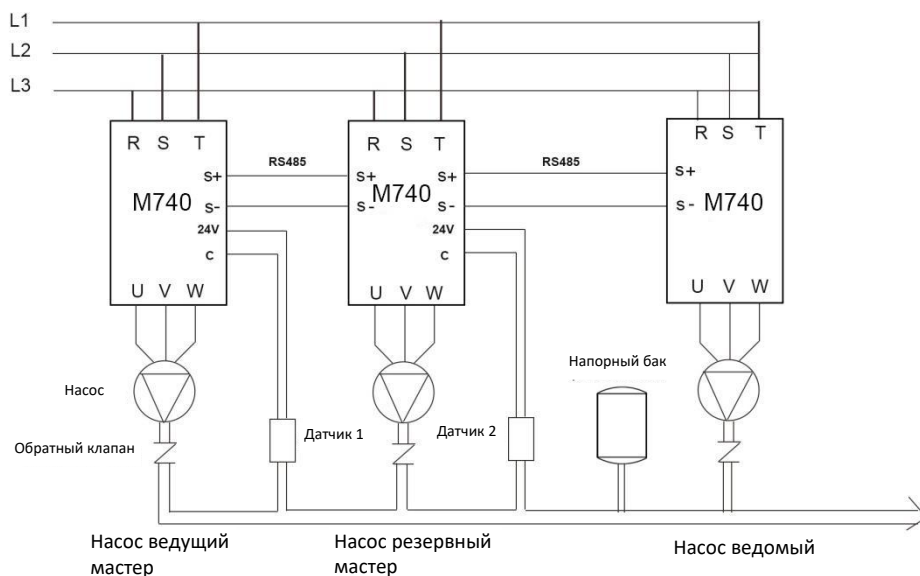 L1
L2
L3
R S T
R S T
R S T
RS485
RS485
S+
S+
S+
S+
M740
M740
M740
S-
S-
S-
S-
24V
24V
C
C
U V W
U V W
U V W
Напорный бак
Насос
Датчик 1
Датчик 2
Обратный клапан
Насос ведущий
мастер
Насос резервный
мастер
Насос ведомый